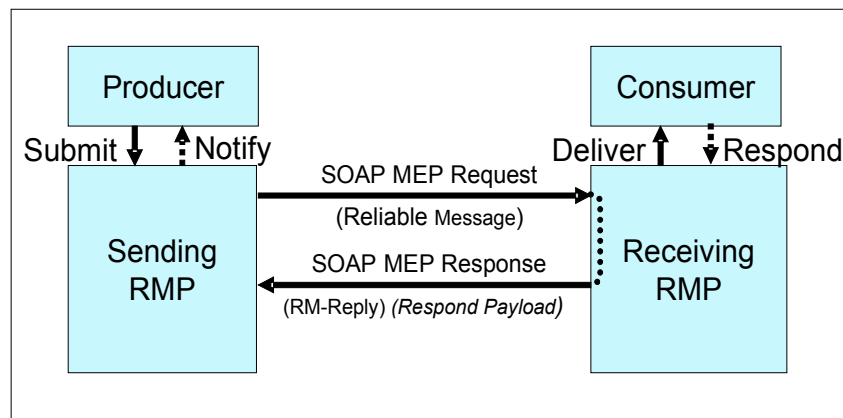 Producer
Consumer
Submit
Notify
Deliver
Respond
SOAP MEP Request
(Reliable Message)
Sending
RMP
SOAP MEP Response
(RM-Reply) (Respond Payload)
Receiving
RMP